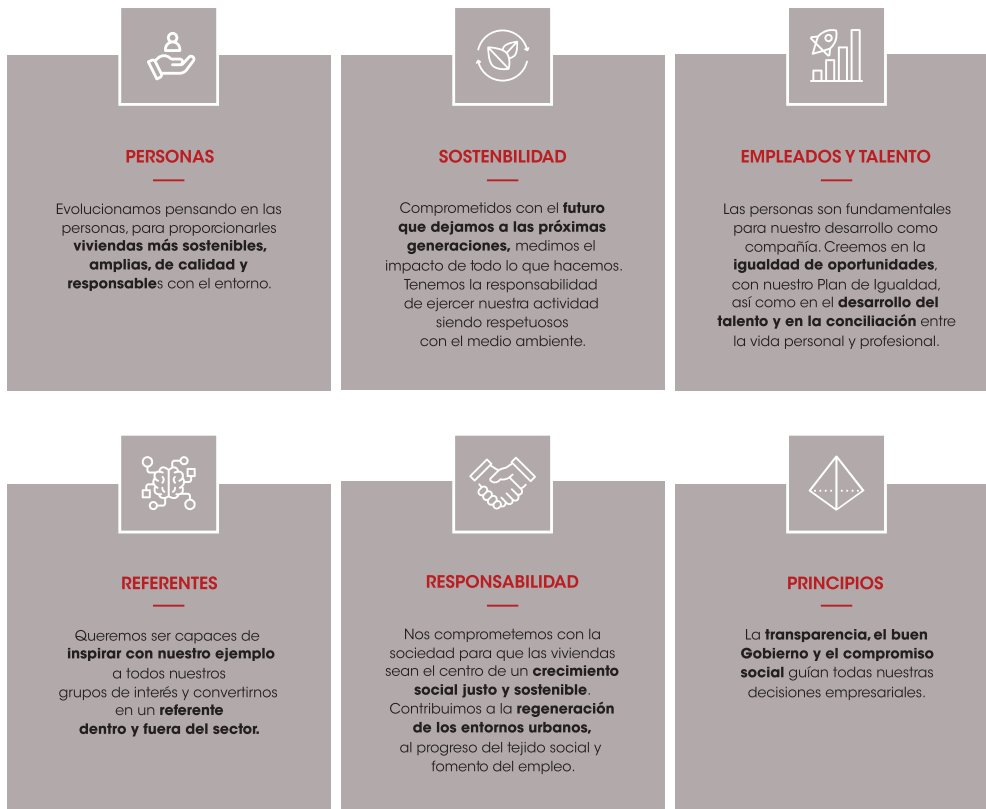 PERSONAS
Evolucionamos pensando en las
personas, para proporcionarles
viviendas más sostenibles,
amplias, de calidad y
responsables con el entorno.
SOSTENBILIDAD
Comprometidos con el futuro
que dejamos a las próximas
generaciones, medimos el
impacto de todo lo que hacemos.
Tenemos la responsabilidad
de ejercer nuestra actividad
siendo respetuosos
con el medio ambiente.
EMPLEADOS Y TALENTO
Las personas son fundamentales
para nuestro desarrollo como
compañía. Creemos en la
igualdad de oportunidades,
con nuestro Plan de Igualdad,
así como en el desarrollo del
talento y en la conciliación entre
la vida personal y profesional.
REFERENTES
Queremos ser capaces de
inspirar con nuestro ejemplo
a todos nuestros
grupos de interés y convertirnos
en un referente
dentro y fuera del sector.
RESPONSABILIDAD
Nos comprometemos con la
sociedad para que las viviendas
sean el centro de un crecimiento
social justo y sostenible.
Contribuimos a la regeneración
de los entornos urbanos,
al progreso del tejido social y
fomento del empleo.
PRINCIPIOS
La transparencia, el buen
Gobierno y el compromiso
social guían todas nuestras
decisiones empresariales.